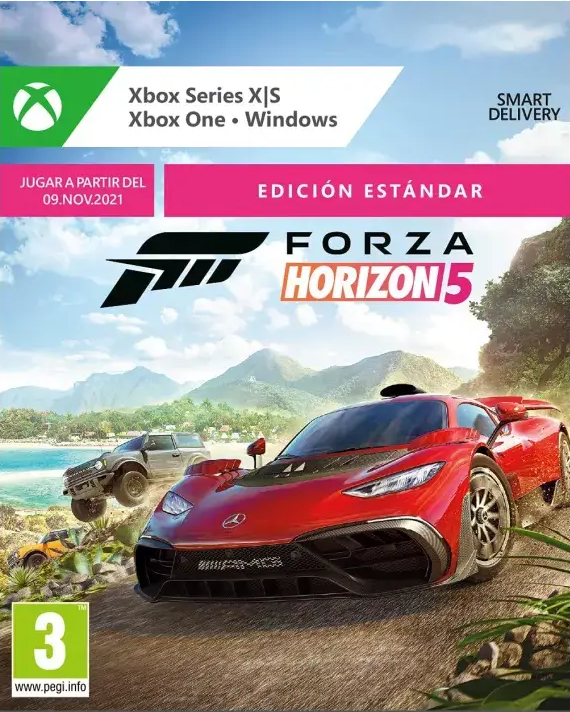 Xbox Series X|S
Xbox One • Windows
SMART
DELIVERY
JUGAR A PARTIR DEL
09.NOV.2021
EDICIÓN ESTÁNDAR
FORZA
HORIZON 5
3
™
www.pegi.info